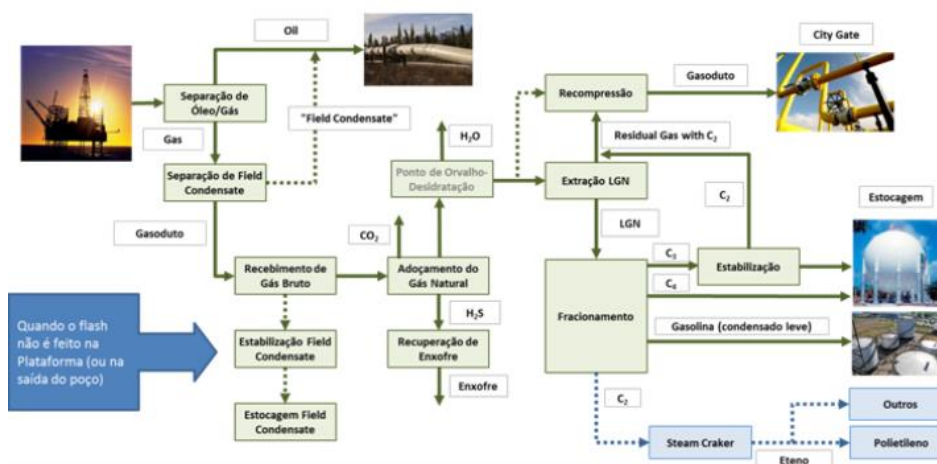 Oil
City Gate
Separação de
Óleo/Gás
Gasoduto
Recompressão
"Field Condensate"
Gas
H₂O
Residual Gas with C₂
Separação de Field
Condensate
Ponto de Orvalho-
Desidratação
Extração LGN
Estocagem
C₂
Gasoduto
CO₂
LGN
C₃
Estabilização
Recebimento de
Gás Bruto
Adoçamento do
Gás Natural
C₄
Fracionamento
Quando o flash
não é feito na
Plataforma (ou na
saída do poço)
H₂S
Gasolina (condensado leve)
Estabilização Field
Condensate
Recuperação de
Enxofre
Enxofre
C₂
Estocagem Field
Condensate
Outros
Steam Craker
Polietileno
Eteno